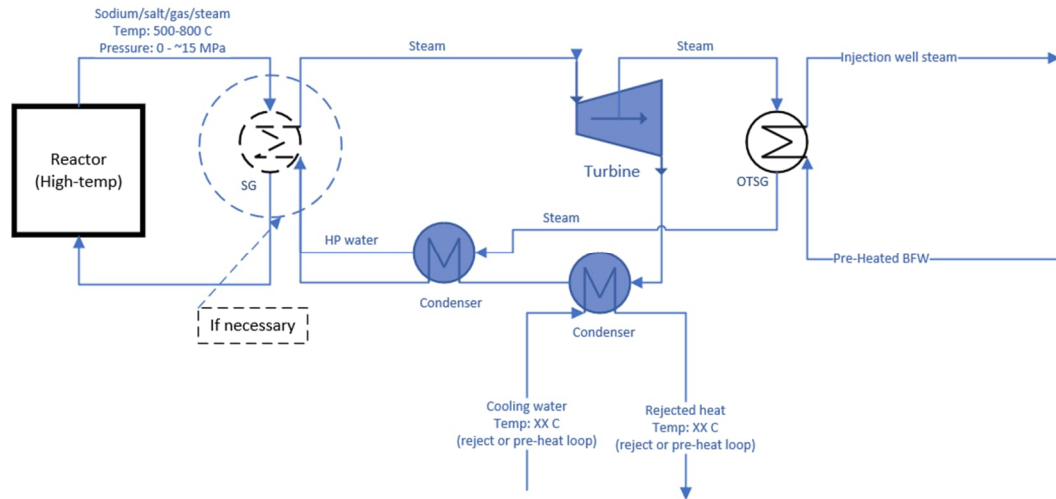 Sodium/salt/gas/steam
Temp: 500-800 C
Pressure: 0 - ~15 MPa
Steam
Steam
Injection well steam
Reactor
(High-temp)
SG
Turbine
OTSG
Steam
HP water
Pre-Heated BFW
Condenser
If necessary
Condenser
Cooling water
Temp: XX C
(reject or pre-heat loop)
Rejected heat
Temp: XX C
(reject or pre-heat loop)